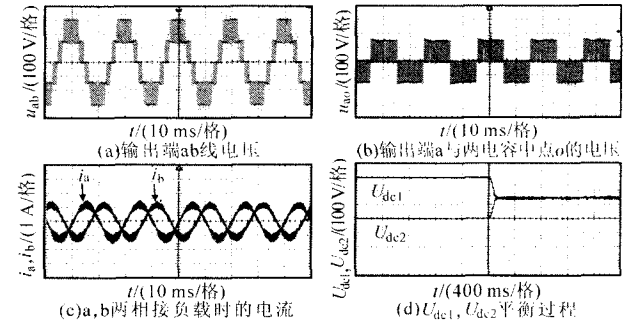 u_ab/(100 V/格)
t/(10 ms/格)
(a)输出端ab线电压
u_ao/(100 V/格)
t/(10 ms/格)
(b)输出端a与两电容中点o的电压
i_a,i_b/(1 A/格)
i_a
i_b
t/(10 ms/格)
(c)a,b两相接负载时的电流
U_dc1,U_dc2/(100 V/格)
U_dc1
U_dc2
t/(400 ms/格)
(d)U_dc1,U_dc2平衡过程